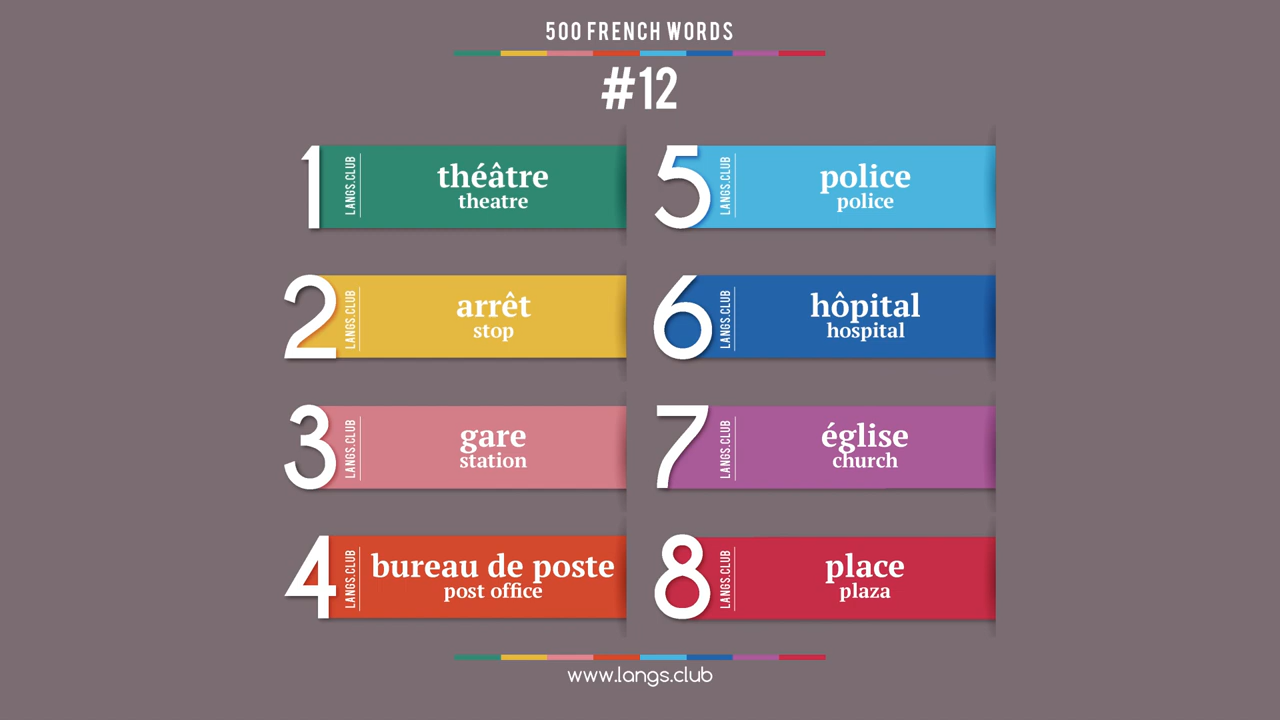 500 FRENCH WORDS
#12
1
LANGS.CLUB
théâtre
theatre
2
LANGS.CLUB
arrêt
stop
3
LANGS.CLUB
gare
station
4
LANGS.CLUB
bureau de poste
post office
5
LANGS.CLUB
police
police
6
LANGS.CLUB
hôpital
hospital
7
LANGS.CLUB
église
church
8
LANGS.CLUB
place
plaza
www.langs.club